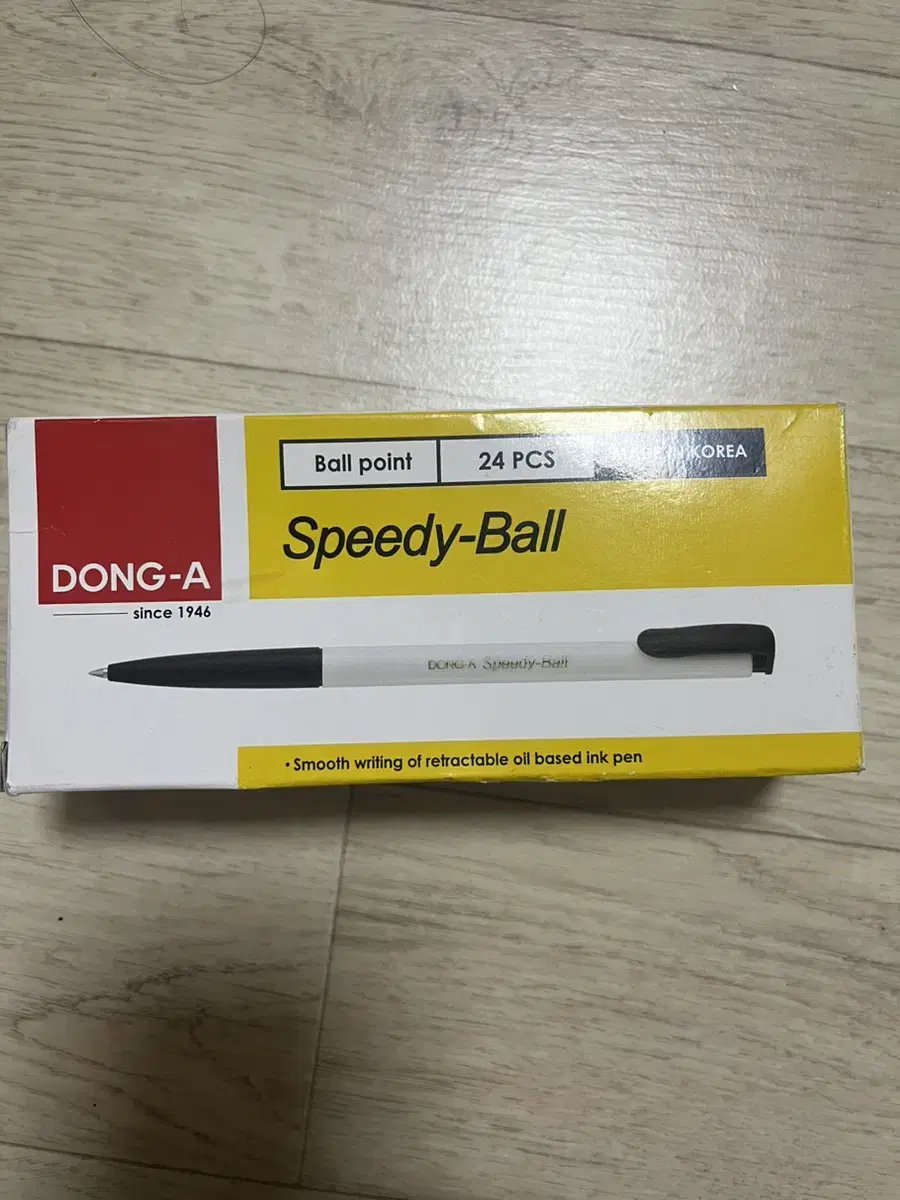 Ball point
24 PCS
MADE IN KOREA
Speedy-Ball
DONG-A
since 1946
DONG-A Speedy-Ball
• Smooth writing of retractable oil based ink pen